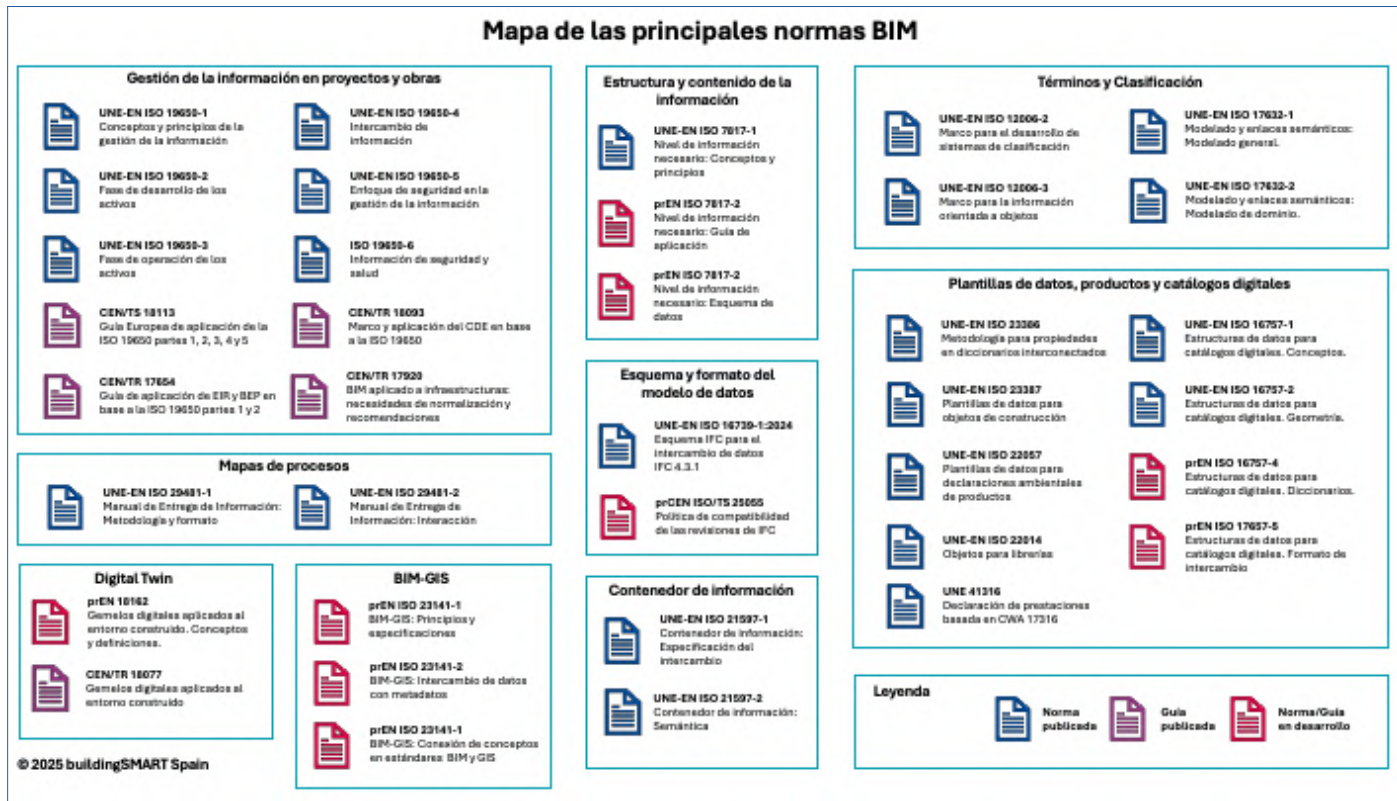 Mapa de las principales normas BIM
Gestión de la información en proyectos y obras
UNE-EN ISO 19650-1
Conceptos y principios de la
gestión de la información
UNE-EN ISO 19650-4
Intercambio de
información
UNE-EN ISO 19650-2
Fase de desarrollo de los
activos
UNE-EN ISO 19650-5
Enfoque de seguridad en la
gestión de la información
UNE-EN ISO 19650-3
Fase de operación de los
activos
ISO 19650-6
Información de seguridad y
salud
CEN/TS 18113
Guía Europea de aplicación de la
ISO 19650 partes 1, 2, 3, 4 y 5
CEN/TR 18093
Marco y aplicación del CDE en base
a la ISO 19650
CEN/TR 17654
Guía de aplicación de EIR y BEP en
base a la ISO 19650 partes 1 y 2
CEN/TR 17920
BIM aplicado a infraestructuras:
necesidades de normalización y
recomendaciones
Mapas de procesos
UNE-EN ISO 29481-1
Manual de Entrega de Información:
Metodología y formato
UNE-EN ISO 29481-2
Manual de Entrega de
Información: Interacción
Digital Twin
prEN 18162
Gemelos digitales aplicados al
entorno construido. Conceptos
y definiciones.
CEN/TR 18077
Gemelos digitales aplicados al
entorno construido
BIM-GIS
prEN ISO 23141-1
BIM-GIS: Principios y
especificaciones
prEN ISO 23141-2
BIM-GIS: Intercambio de datos
con metadatos
prEN ISO 23141-1
BIM-GIS: Conexión de conceptos
en estándares BIM y GIS
© 2025 buildingSMART Spain
Estructura y contenido de la
información
UNE-EN ISO 7817-1
Nivel de información
necesario: Conceptos y
principios
prEN ISO 7817-2
Nivel de información
necesario: Guía de
aplicación
prEN ISO 7817-2
Nivel de información
necesario: Esquema de
datos
Esquema y formato del
modelo de datos
UNE-EN ISO 16739-1:2024
Esquema IFC para el
intercambio de datos
IFC 4.3.1
prCEN ISO/TS 25055
Política de compatibilidad
de las revisiones de IFC
Contenedor de información
UNE-EN ISO 21597-1
Contenedor de información:
Especificación del
intercambio
UNE-EN ISO 21597-2
Contenedor de información:
Semántica
Términos y Clasificación
UNE-EN ISO 12006-2
Marco para el desarrollo de
sistemas de clasificación
UNE-EN ISO 17632-1
Modelado y enlaces semánticos:
Modelado general.
UNE-EN ISO 12006-3
Marco para la información
orientada a objetos
UNE-EN ISO 17632-2
Modelado y enlaces semánticos:
Modelado de dominio.
Plantillas de datos, productos y catálogos digitales
UNE-EN ISO 23386
Metodología para propiedades
en diccionarios interconectados
UNE-EN ISO 16757-1
Estructuras de datos para
catálogos digitales. Conceptos.
UNE-EN ISO 23387
Plantillas de datos para
objetos de construcción
UNE-EN ISO 16757-2
Estructuras de datos para
catálogos digitales. Geometría.
UNE-EN ISO 22057
Plantillas de datos para
declaraciones ambientales
de productos
prEN ISO 16757-4
Estructuras de datos para
catálogos digitales. Diccionarios.
UNE-EN ISO 22014
Objetos para librerías
prEN ISO 17657-5
Estructuras de datos para
catálogos digitales. Formato de
intercambio
UNE 41316
Declaración de prestaciones
basada en CWA 17316
Leyenda
Norma
publicada
Guía
publicada
Norma/Guía
en desarrollo